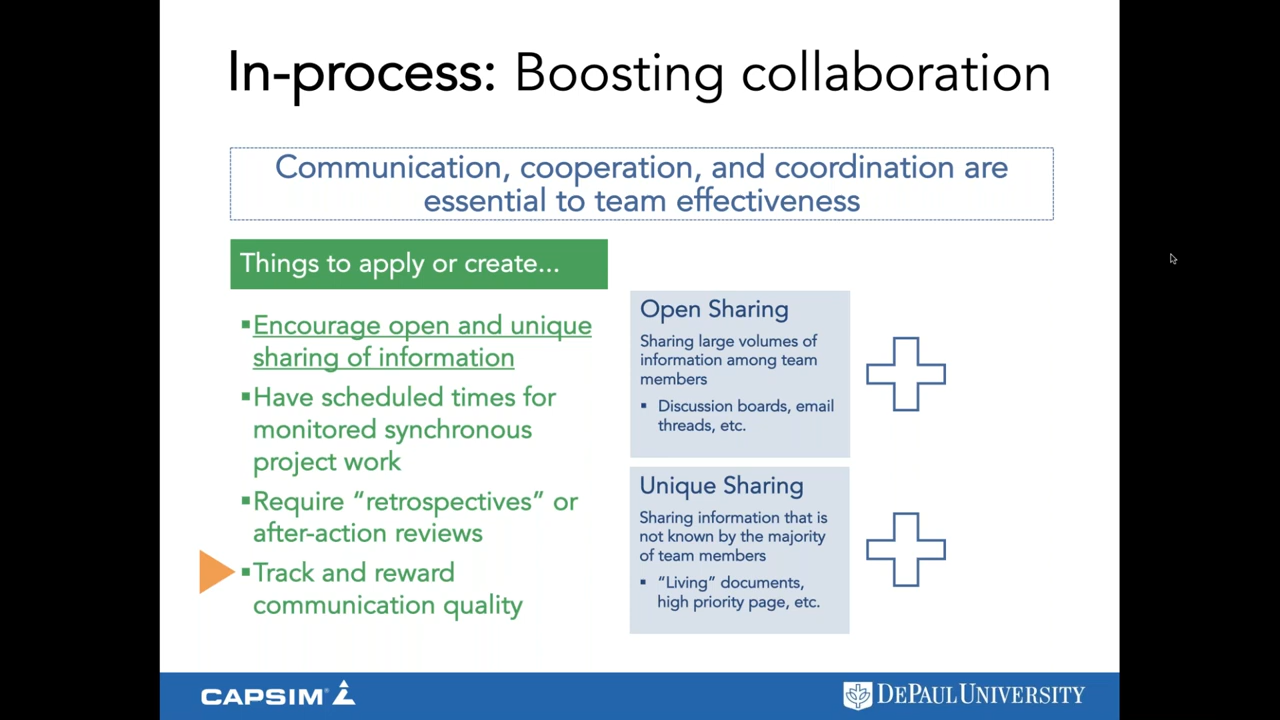 In-process: Boosting collaboration
Communication, cooperation, and coordination are
essential to team effectiveness
Things to apply or create...
▪Encourage open and unique
sharing of information
▪Have scheduled times for
monitored synchronous
project work
▪Require “retrospectives” or
after-action reviews
▪Track and reward
communication quality
Open Sharing
Sharing large volumes of
information among team
members
▪ Discussion boards, email
threads, etc.
Unique Sharing
Sharing information that is
not known by the majority
of team members
▪ “Living” documents,
high priority page, etc.
CAPSIM®
DEPAUL UNIVERSITY